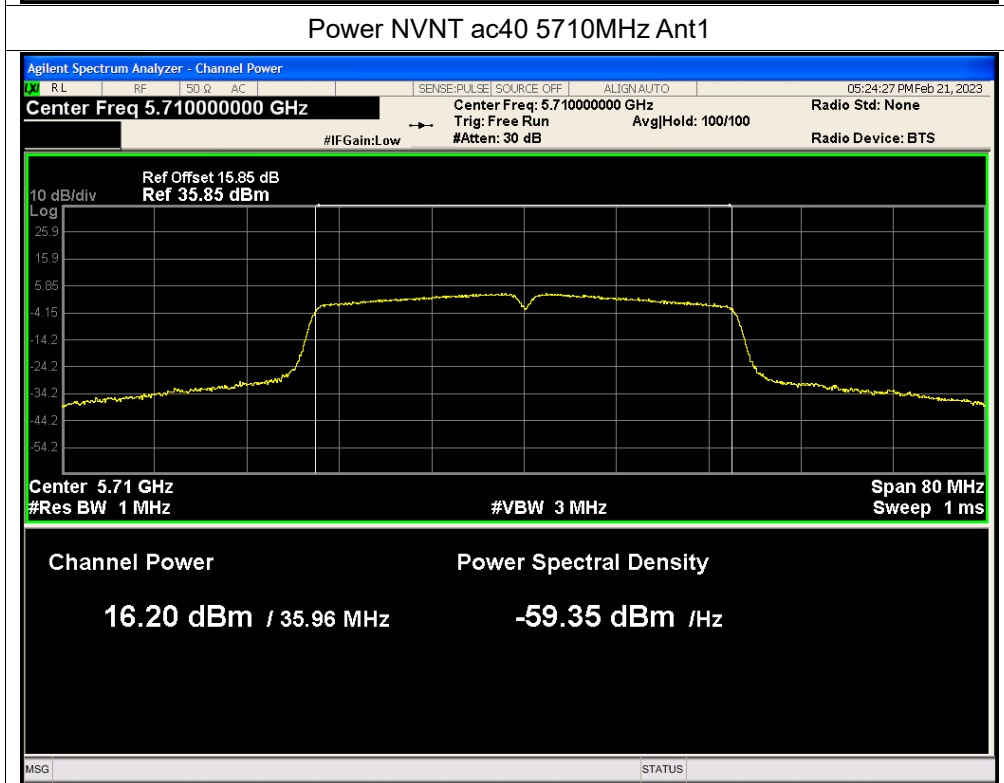 Power NVNT ac40 5710MHz Ant1
Agilent Spectrum Analyzer - Channel Power
LXI RL RF 50 Ω AC SENSE:PULSE SOURCE OFF ALIGNAUTO 05:24:27 PM Feb 21, 2023
Center Freq 5.710000000 GHz Center Freq: 5.710000000 GHz Radio Std: None
Trig: Free Run Avg|Hold: 100/100
#IFGain:Low #Atten: 30 dB Radio Device: BTS
Ref Offset 15.85 dB
10 dB/div Ref 35.85 dBm
Log
25.9
15.9
5.85
-4.15
-14.2
-24.2
-34.2
-44.2
-54.2
Center 5.71 GHz Span 80 MHz
#Res BW 1 MHz #VBW 3 MHz Sweep 1 ms
Channel Power Power Spectral Density
16.20 dBm / 35.96 MHz -59.35 dBm /Hz
MSG STATUS